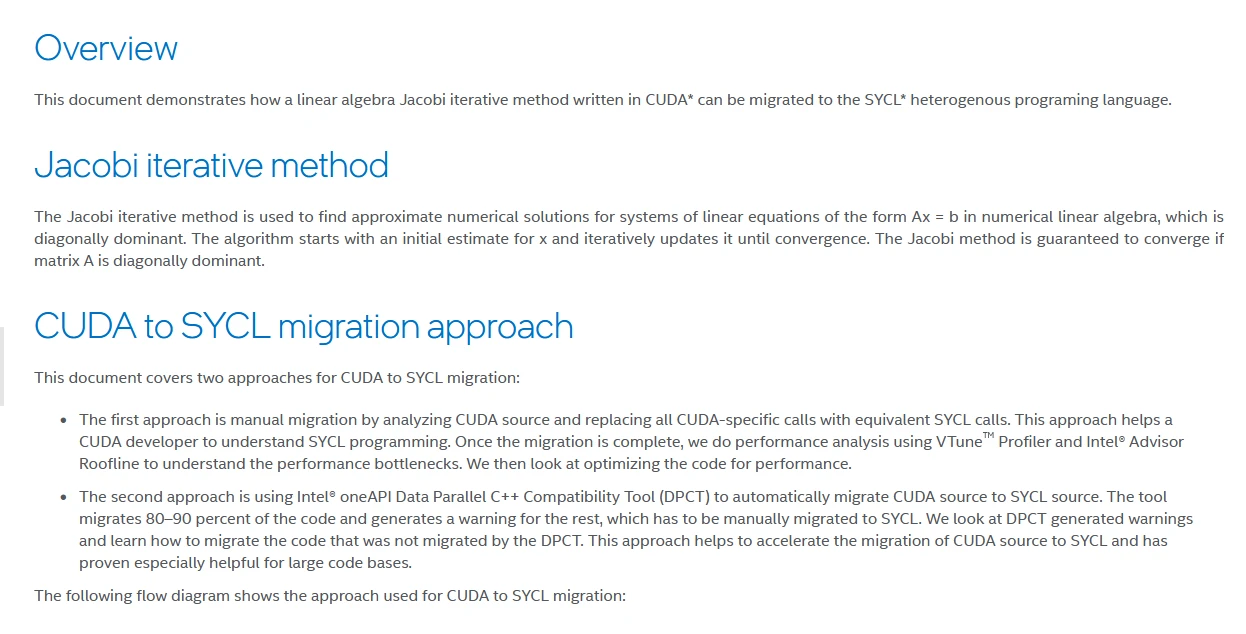 Overview
This document demonstrates how a linear algebra Jacobi iterative method written in CUDA* can be migrated to the SYCL* heterogenous programing language.
Jacobi iterative method
The Jacobi iterative method is used to find approximate numerical solutions for systems of linear equations of the form Ax = b in numerical linear algebra, which is
diagonally dominant. The algorithm starts with an initial estimate for x and iteratively updates it until convergence. The Jacobi method is guaranteed to converge if
matrix A is diagonally dominant.
CUDA to SYCL migration approach
This document covers two approaches for CUDA to SYCL migration:
• The first approach is manual migration by analyzing CUDA source and replacing all CUDA-specific calls with equivalent SYCL calls. This approach helps a
CUDA developer to understand SYCL programming. Once the migration is complete, we do performance analysis using VTune™ Profiler and Intel® Advisor
Roofline to understand the performance bottlenecks. We then look at optimizing the code for performance.
• The second approach is using Intel® oneAPI Data Parallel C++ Compatibility Tool (DPCT) to automatically migrate CUDA source to SYCL source. The tool
migrates 80–90 percent of the code and generates a warning for the rest, which has to be manually migrated to SYCL. We look at DPCT generated warnings
and learn how to migrate the code that was not migrated by the DPCT. This approach helps to accelerate the migration of CUDA source to SYCL and has
proven especially helpful for large code bases.
The following flow diagram shows the approach used for CUDA to SYCL migration: